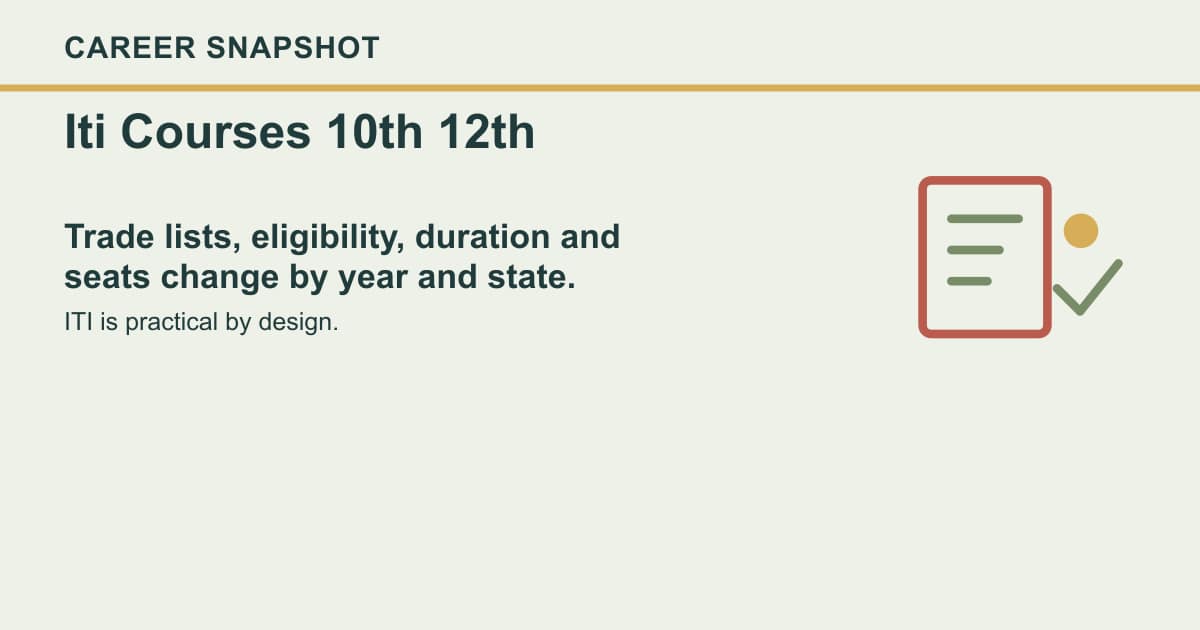 CAREER SNAPSHOT
Iti Courses 10th 12th
Trade lists, eligibility, duration and
seats change by year and state.
ITI is practical by design.